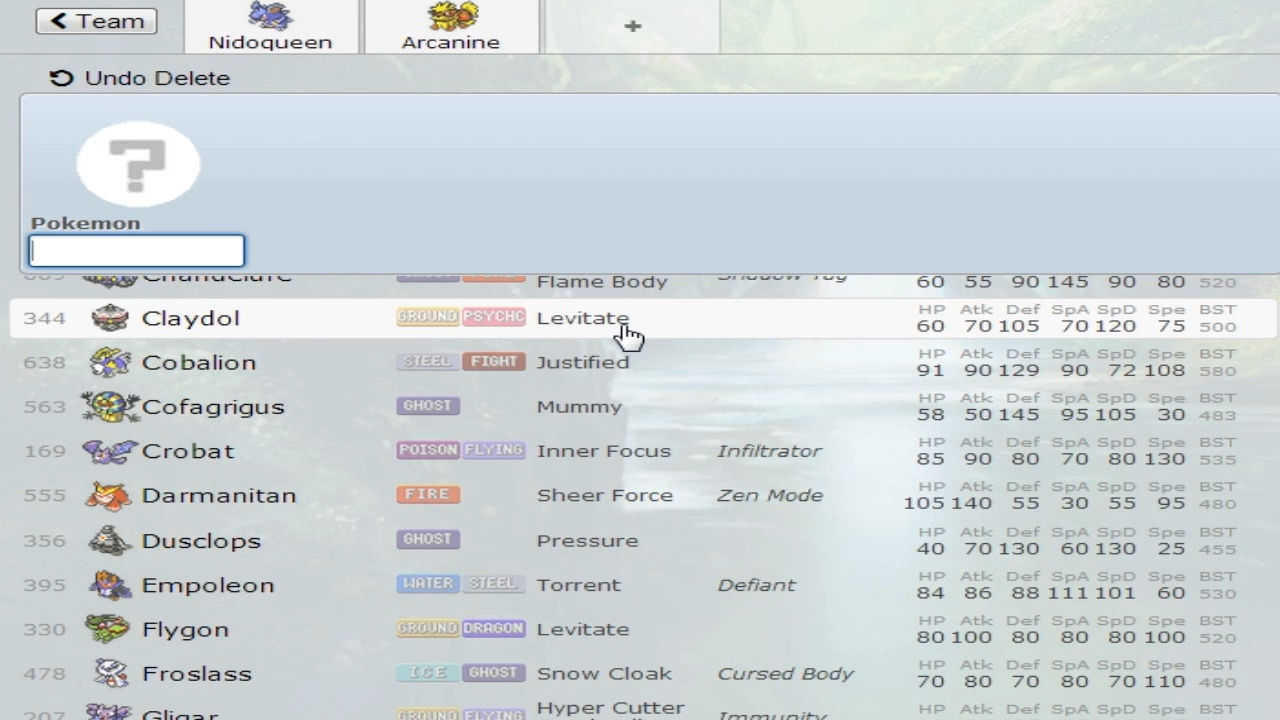 Team
Nidoqueen
Arcanine
+
Undo Delete
?
Pokemon
Flame Body 60 55 90 145 90 80 520
344 Claydol GROUND PSYCHC Levitate HP Atk Def SpA SpD Spe BST
60 70 105 70 120 75 500
638 Cobalion STEEL FIGHT Justified HP Atk Def SpA SpD Spe BST
91 90 129 90 72 108 580
563 Cofagrigus GHOST Mummy HP Atk Def SpA SpD Spe BST
58 50 145 95 105 30 483
169 Crobat POISON FLYING Inner Focus Infiltrator HP Atk Def SpA SpD Spe BST
85 90 80 70 80 130 535
555 Darmanitan FIRE Sheer Force Zen Mode HP Atk Def SpA SpD Spe BST
105 140 55 30 55 95 480
356 Dusclops GHOST Pressure HP Atk Def SpA SpD Spe BST
40 70 130 60 130 25 455
395 Empoleon WATER STEEL Torrent Defiant HP Atk Def SpA SpD Spe BST
84 86 88 111 101 60 530
330 Flygon GROUND DRAGON Levitate HP Atk Def SpA SpD Spe BST
80 100 80 80 80 100 520
478 Froslass ICE GHOST Snow Cloak Cursed Body HP Atk Def SpA SpD Spe BST
70 80 70 80 70 110 480
207 Gligar GROUND FLYING Hyper Cutter Immunity HP Atk Def SpA SpD Spe BST